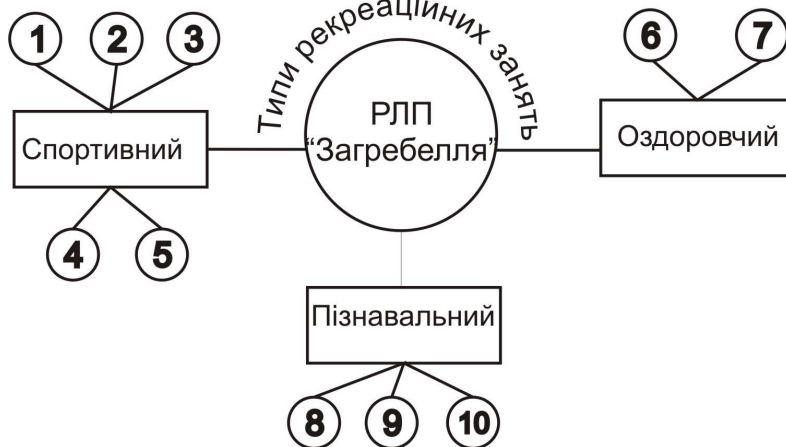 Типи рекреаційних занять
РЛП
“Загребелля”
1 2 3
Спортивний
4 5
6 7
Оздоровчий
Пізнавальний
8 9 10